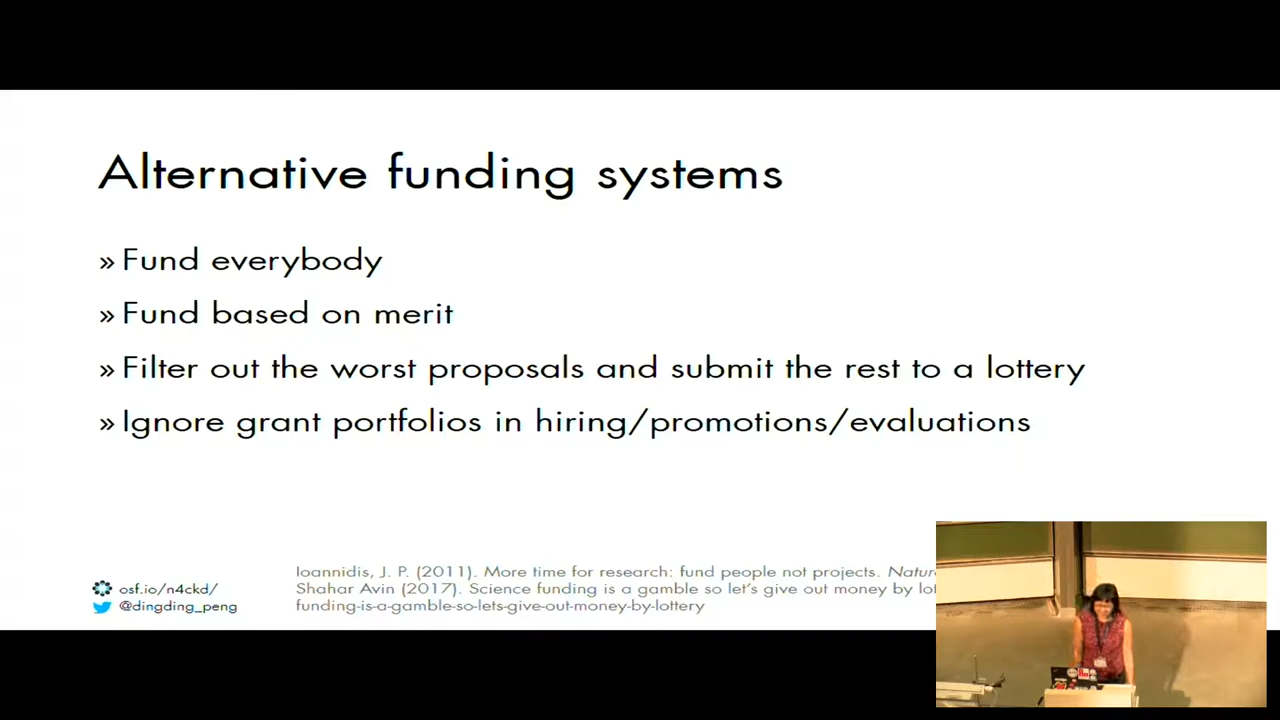 Alternative funding systems
» Fund everybody
» Fund based on merit
» Filter out the worst proposals and submit the rest to a lottery
» Ignore grant portfolios in hiring/promotions/evaluations
Ioannidis, J. P. (2011). More time for research: fund people not projects. Natur
osf.io/n4ckd/
Shahar Avin (2017). Science funding is a gamble so let's give out money by lot
@dingding_peng
funding-is-a-gamble-so-lets-give-out-money-by-lottery